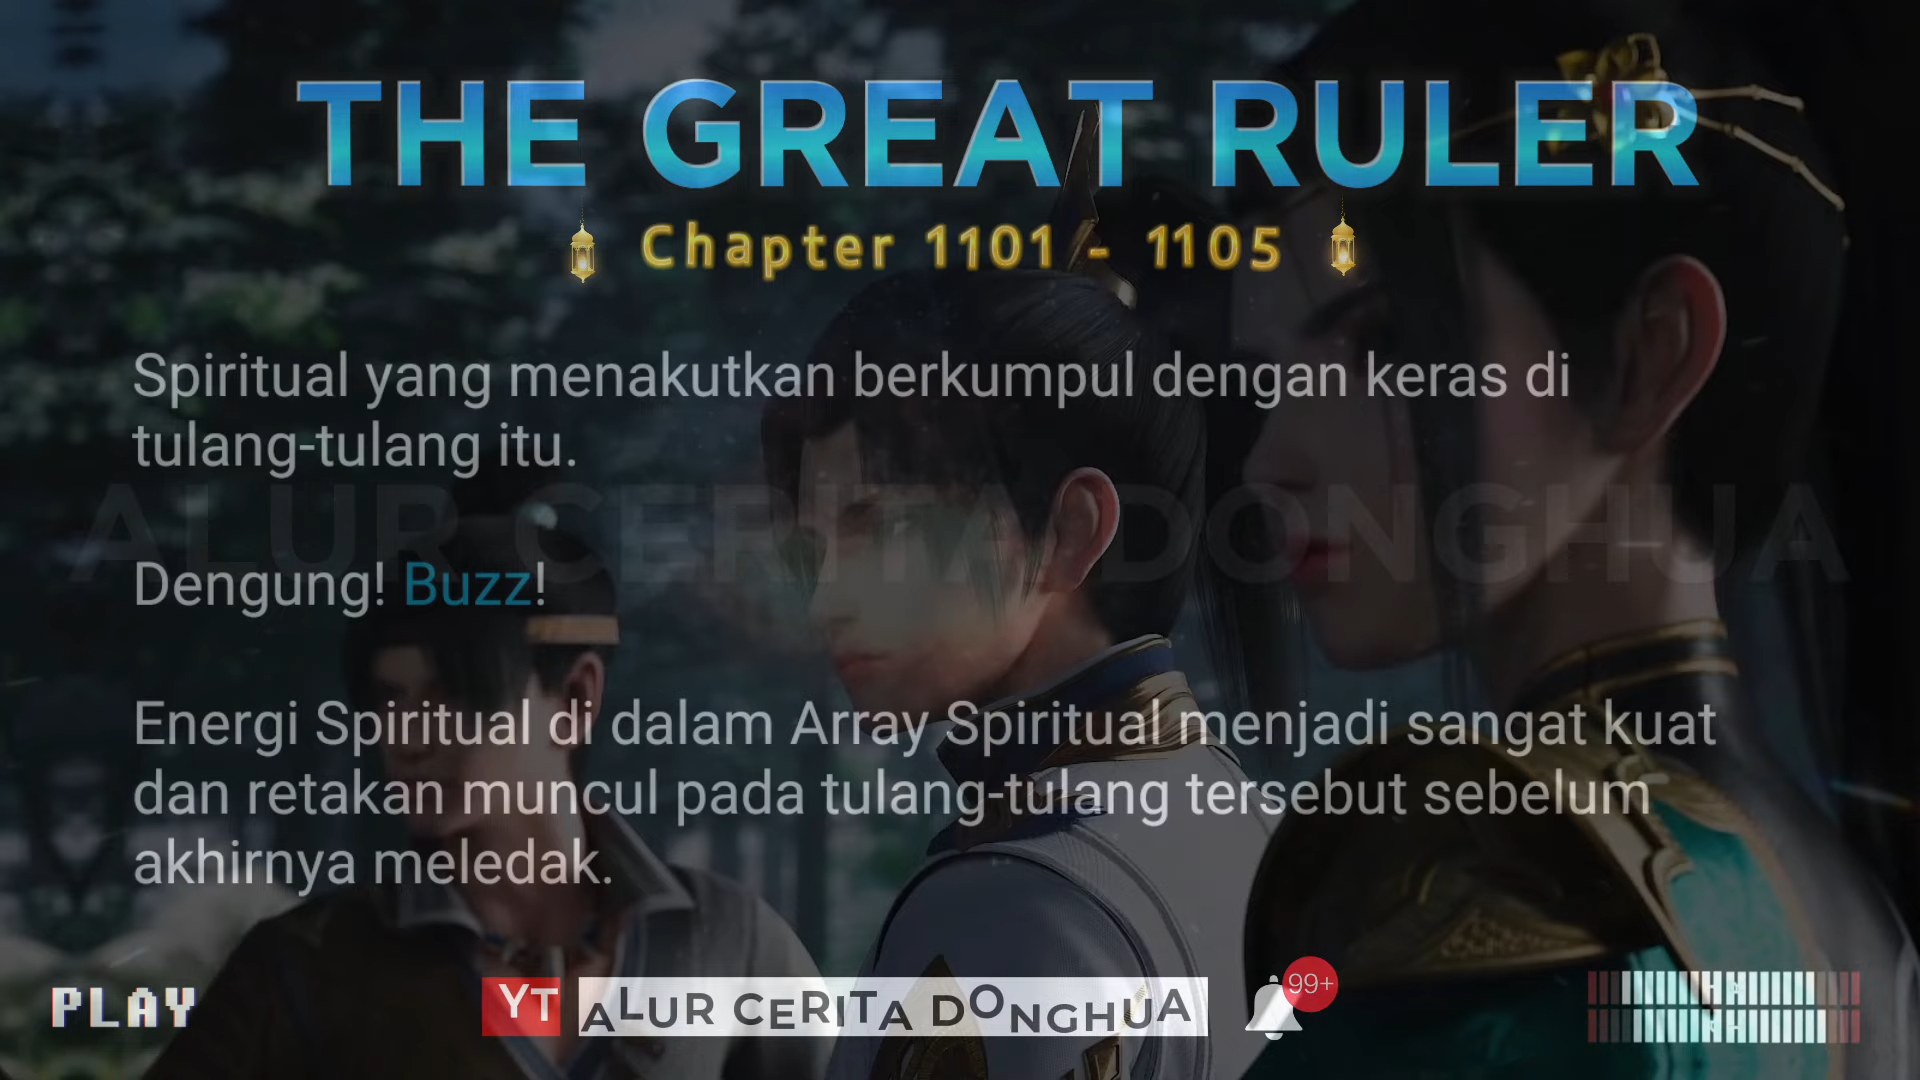 THE GREAT RULER
Chapter 1101 - 1105
Spiritual yang menakutkan berkumpul dengan keras di
tulang-tulang itu.
ALUR CERITA DONGHUA
Dengung! Buzz!
Energi Spiritual di dalam Array Spiritual menjadi sangat kuat
dan retakan muncul pada tulang-tulang tersebut sebelum
akhirnya meledak.
PLAY
YT ALUR CERITA DONGHUA
99+